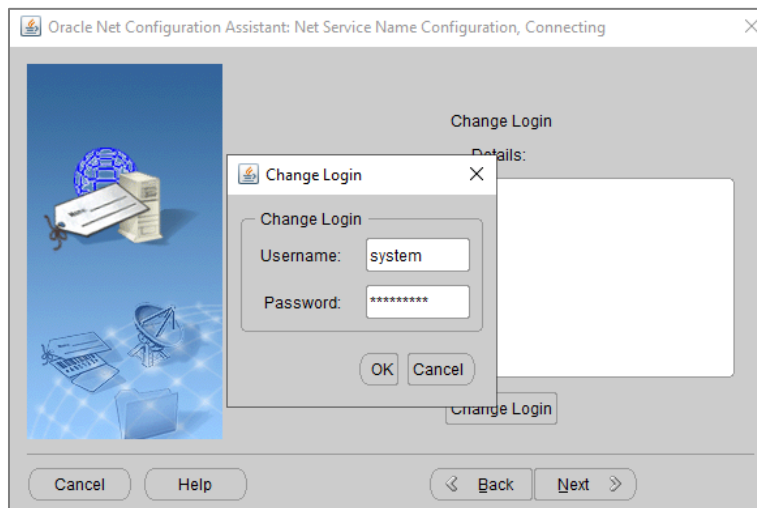 Oracle Net Configuration Assistant: Net Service Name Configuration, Connecting
Change Login
Details:
Change Login
Change Login
Username: system
Password: *********
OK Cancel
Change Login
Cancel Help Back Next